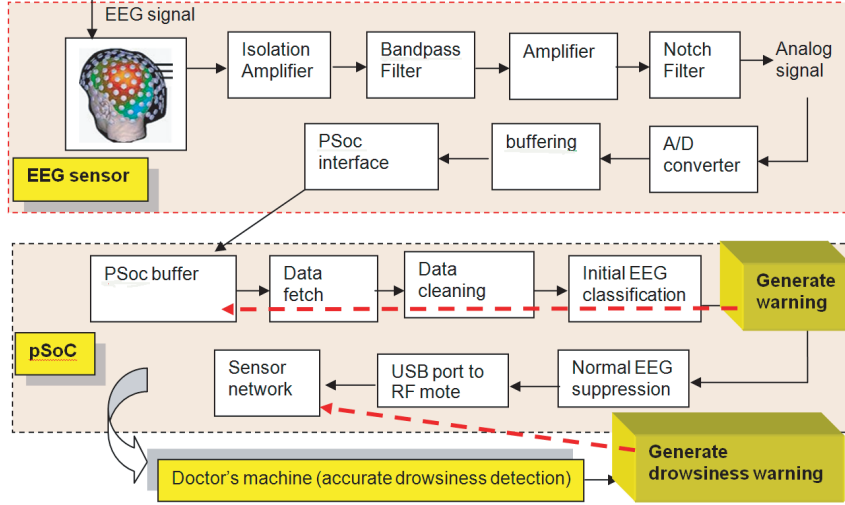 EEG signal
Isolation
Amplifier
Bandpass
Filter
Amplifier
Notch
Filter
Analog
signal
PSoc
interface
buffering
A/D
converter
EEG sensor
PSoc buffer
Data
fetch
Data
cleaning
Initial EEG
classification
Generate
warning
pSoC
Sensor
network
USB port to
RF mote
Normal EEG
suppression
Generate
drowsiness warning
Doctor's machine (accurate drowsiness detection)